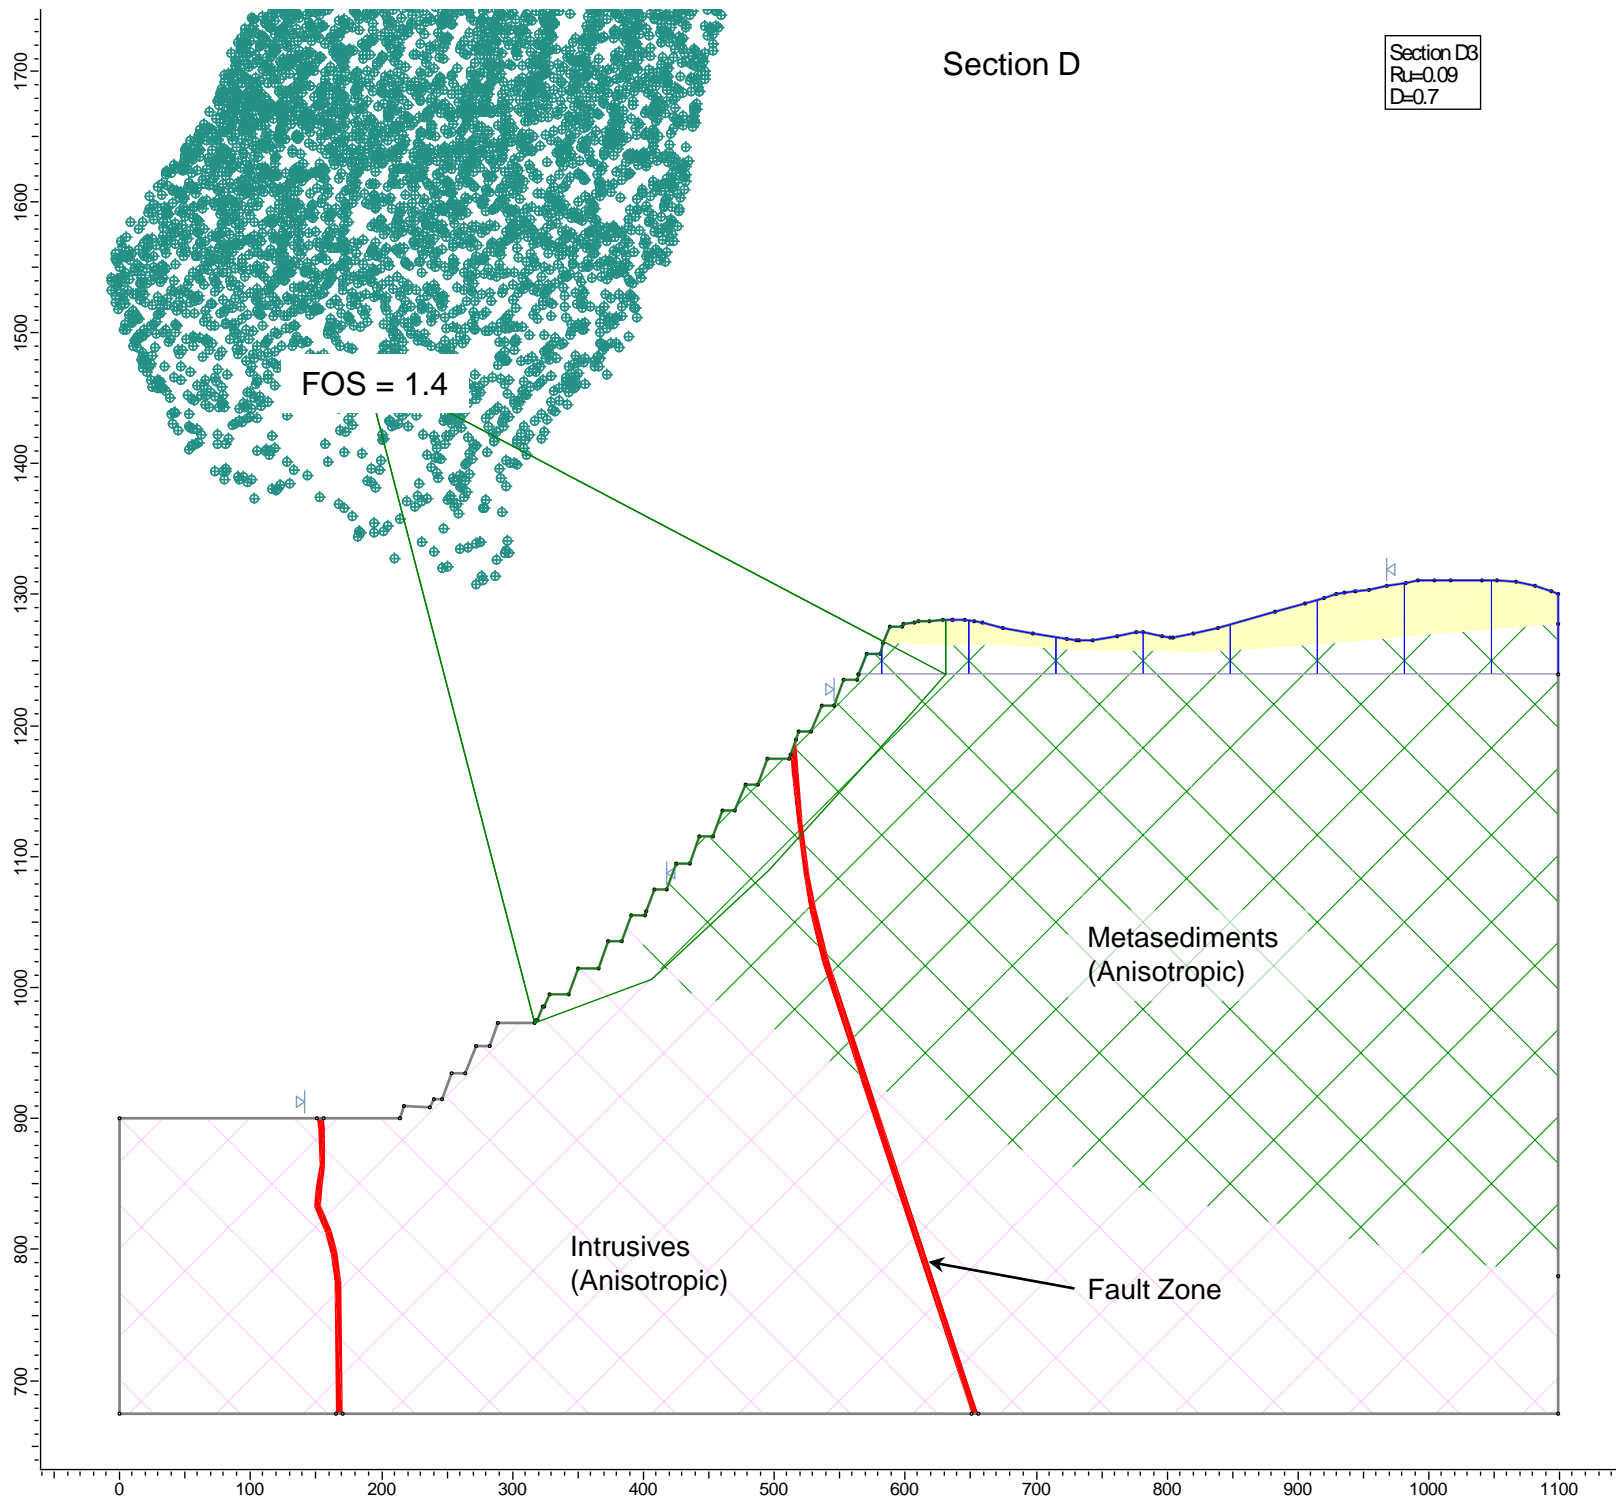 Section D
Section D3
Ru=0.09
D=0.7
FOS = 1.4
Metasediments
(Anisotropic)
Intrusives
(Anisotropic)
Fault Zone
1700
1600
1500
1400
1300
1200
1100
1000
900
800
700
0 100 200 300 400 500 600 700 800 900 1000 1100